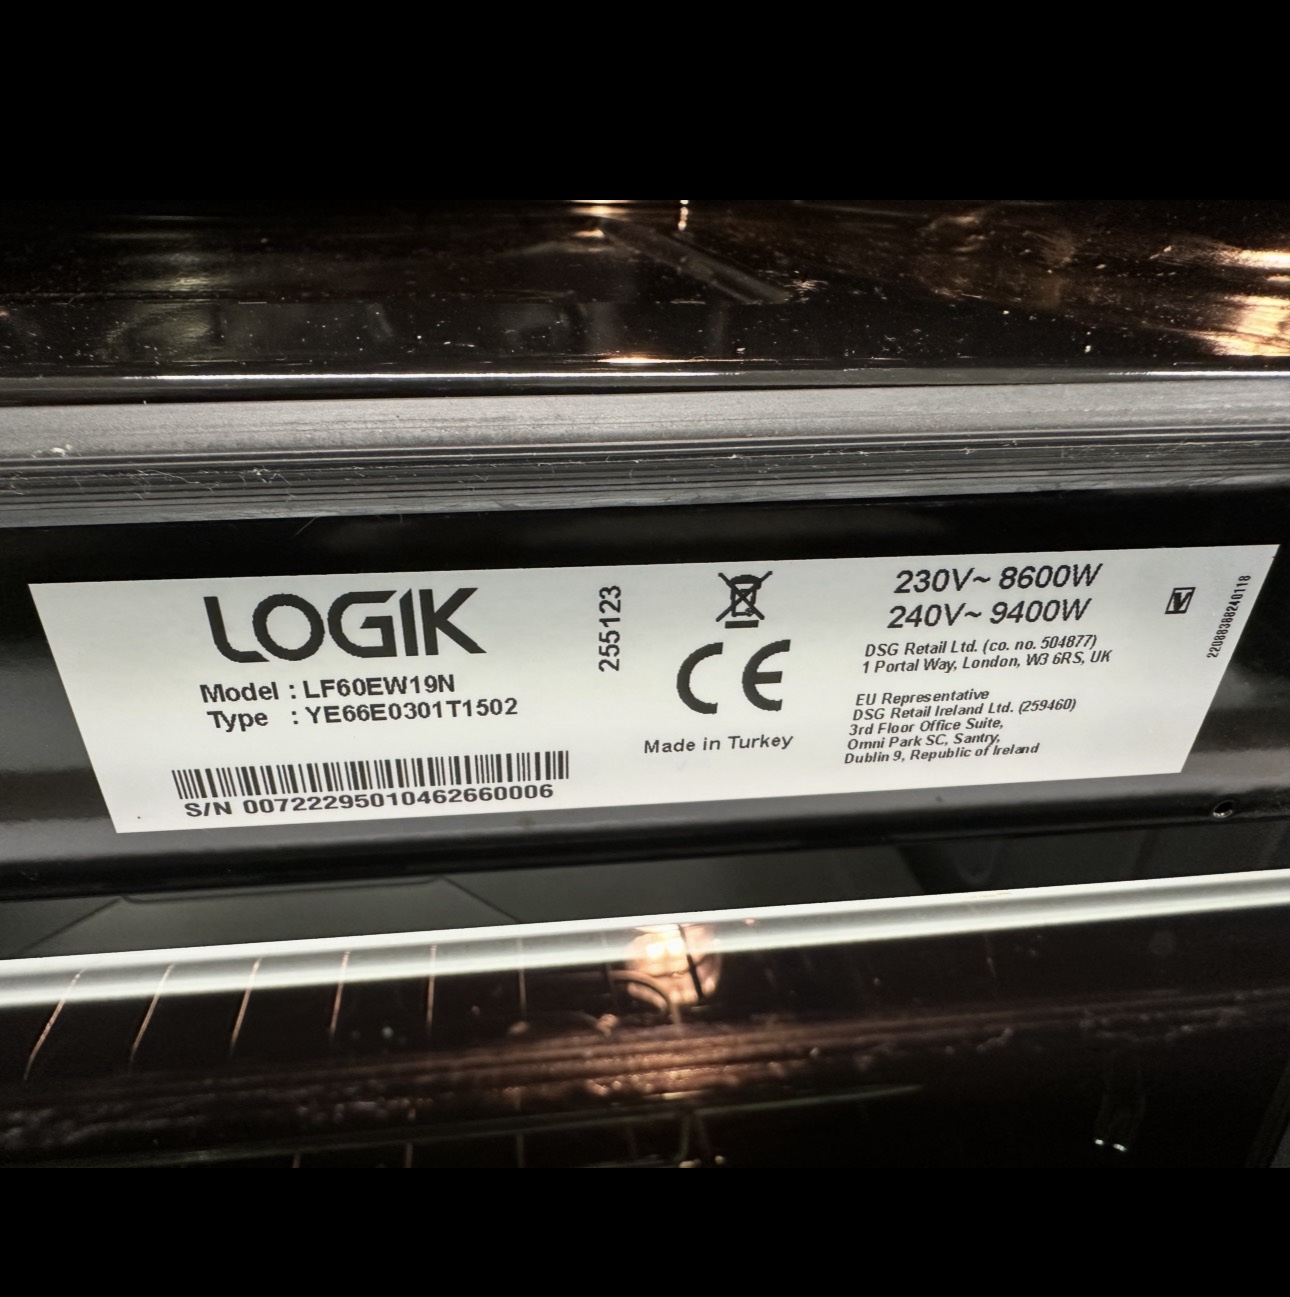 LOGIK
Model : LF60EW19N
Type : YE66E0301T1502
S/N 0072229501046266​0006
255123
CE
Made in Turkey
230V~ 8600W
240V~ 9400W
DSG Retail Ltd. (co. no. 504877)
1 Portal Way, London, W3 6RS, UK
EU Representative
DSG Retail Ireland Ltd. (259460)
3rd Floor Office Suite,
Omni Park SC, Santry,
Dublin 9, Republic of Ireland
V